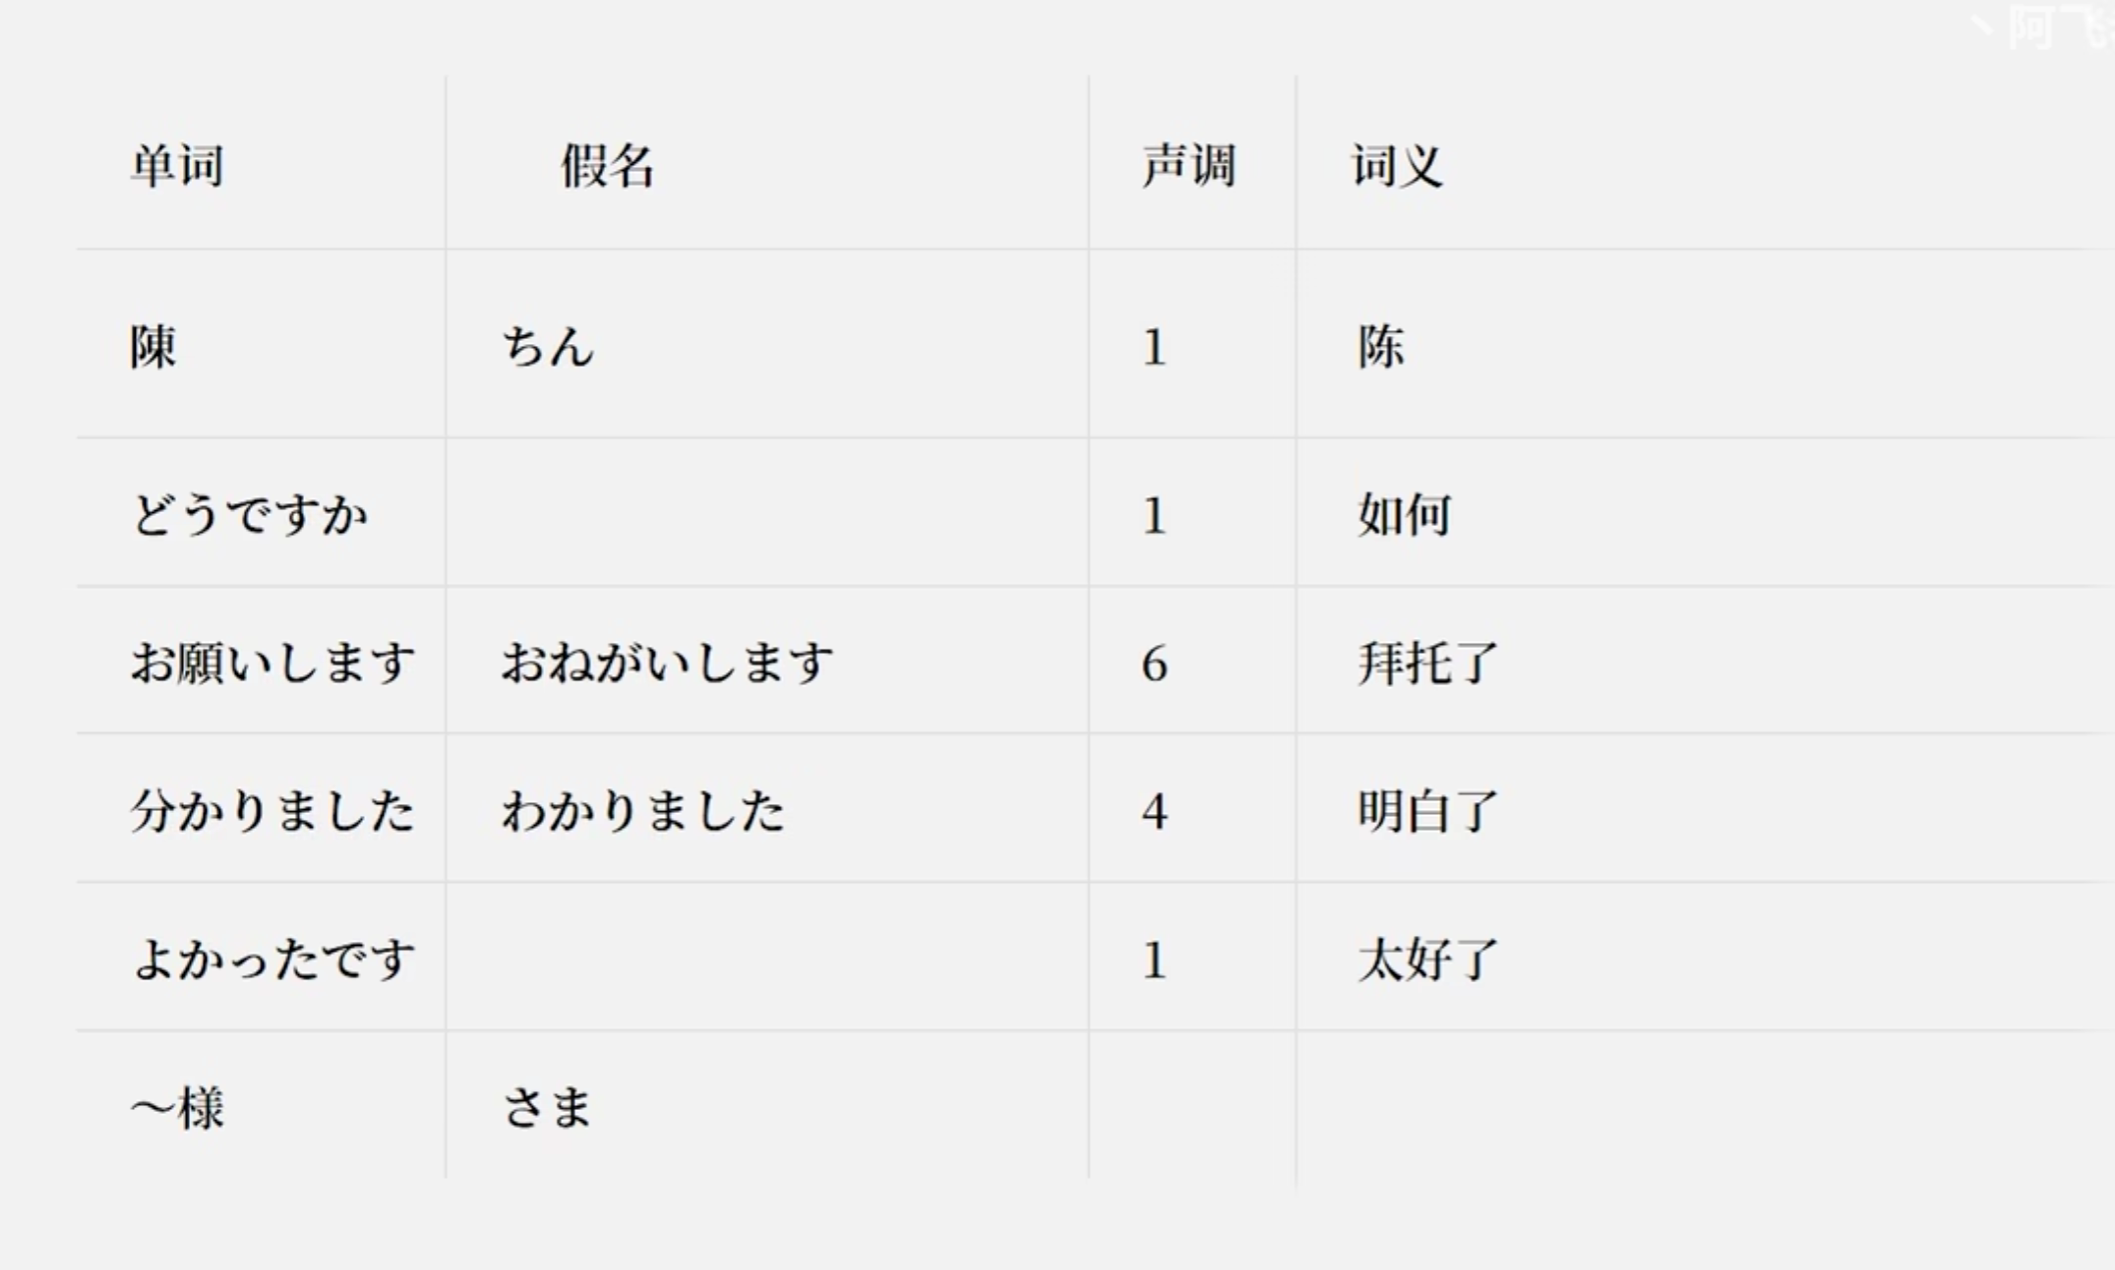 丶阿飞
单词 假名 声调 词义
陳 ちん 1 陈
どうですか 1 如何
お願いします おねがいします 6 拜托了
分かりました わかりました 4 明白了
よかったです 1 太好了
～様 さま